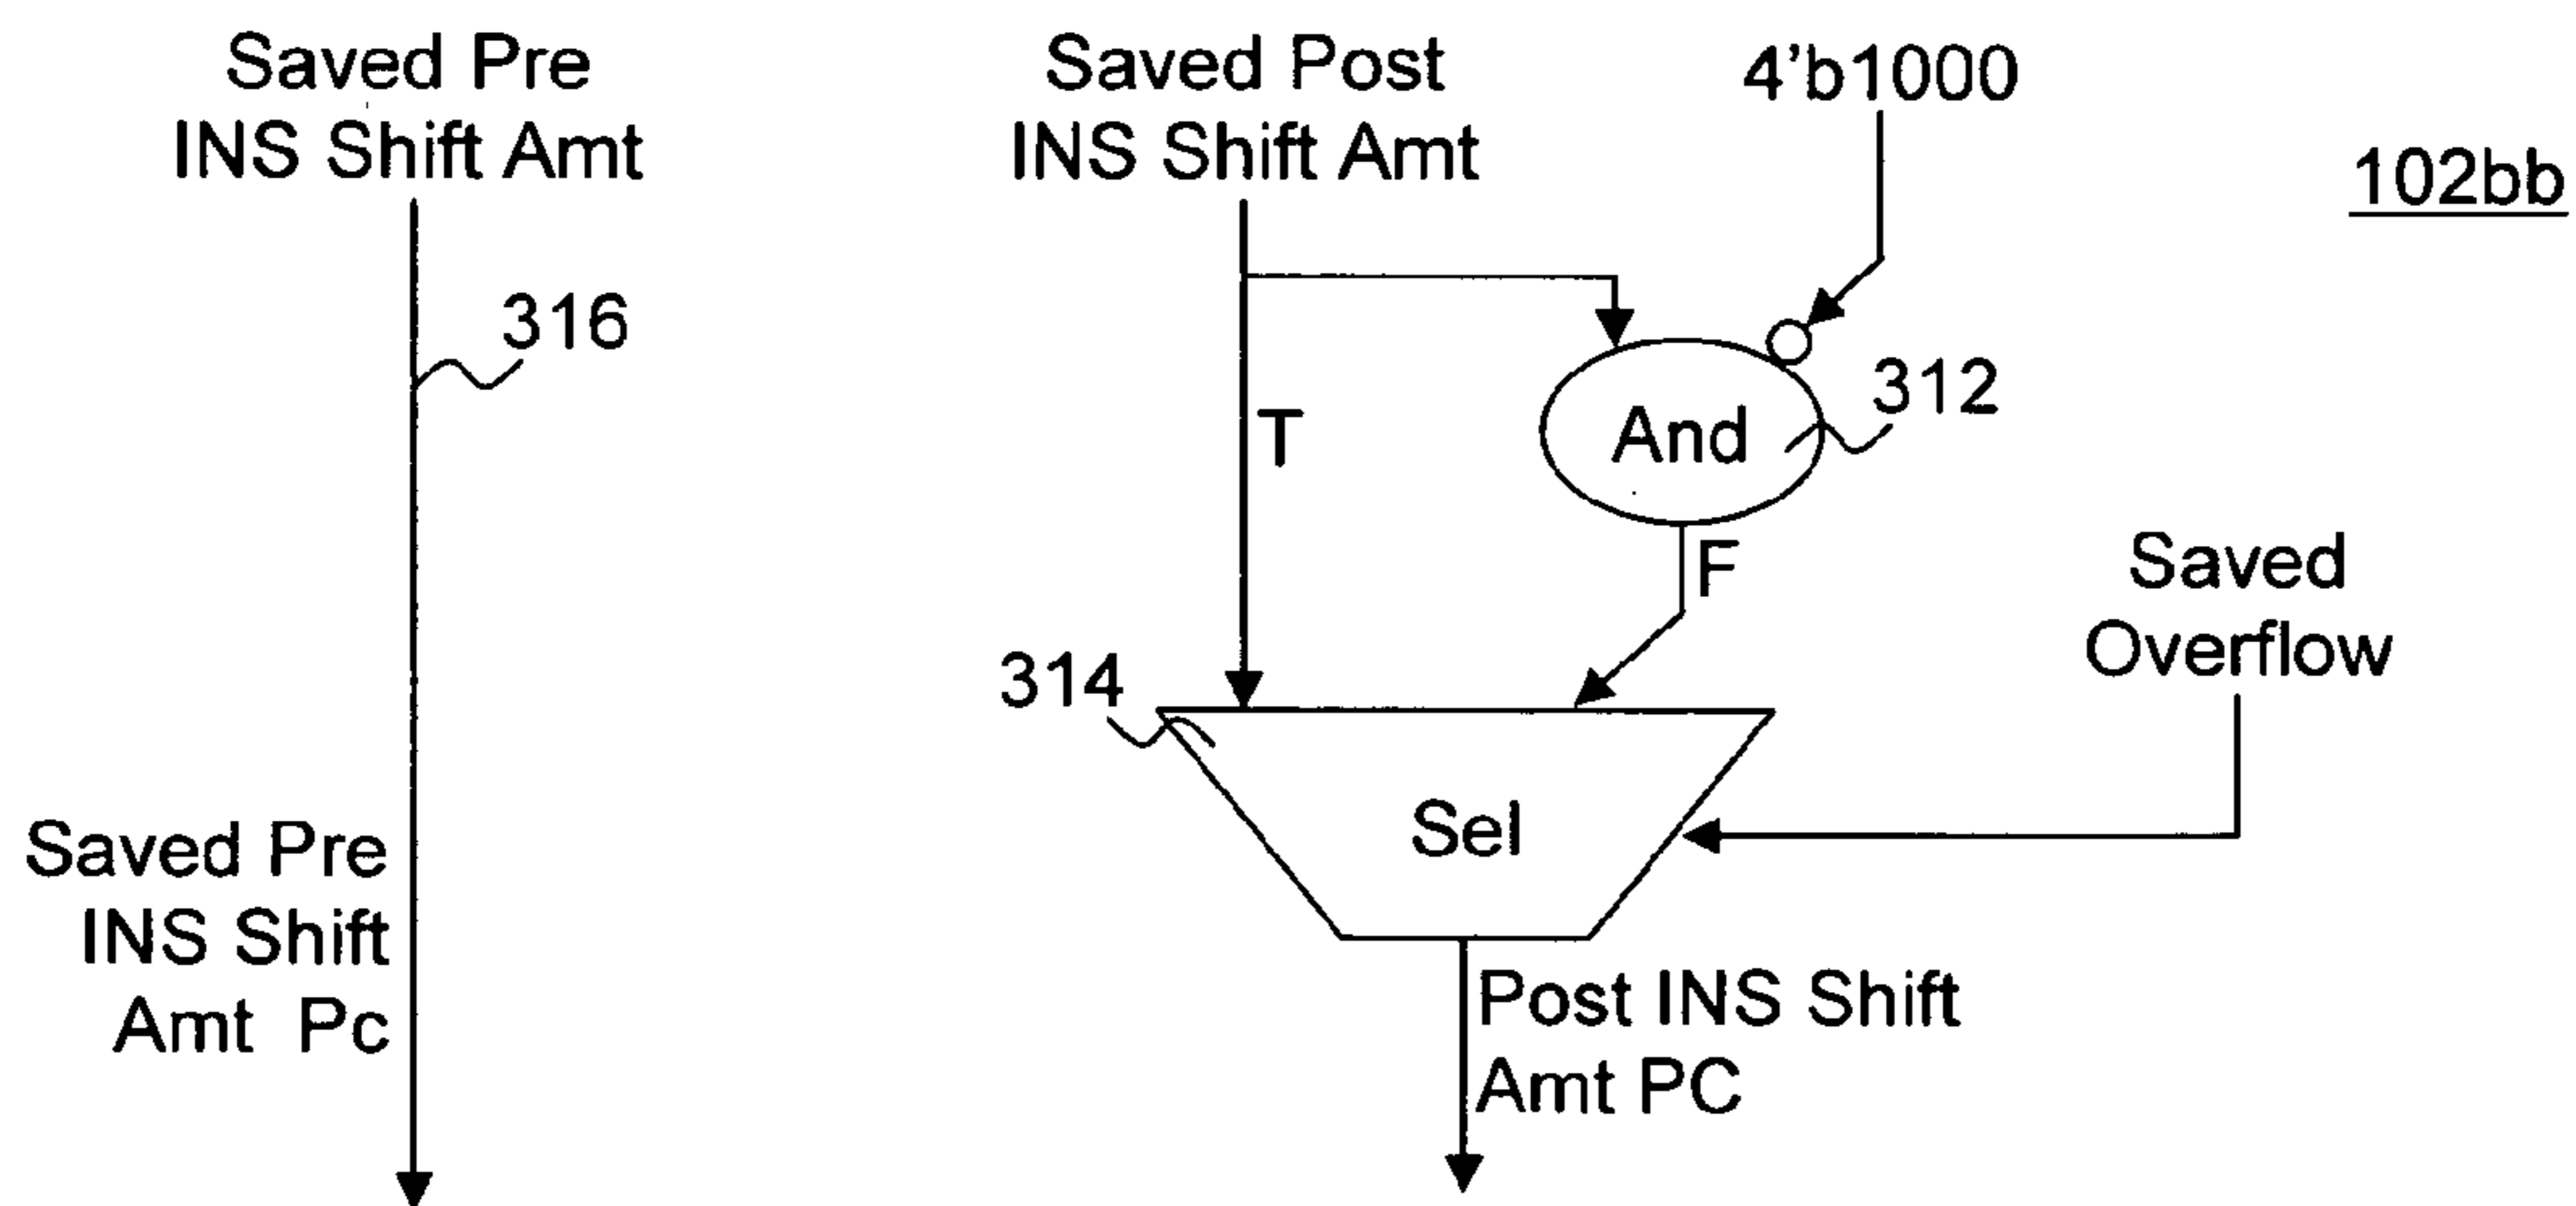 Saved Pre
INS Shift Amt
Saved Post
INS Shift Amt
4'b1000
102bb
316
T
And
312
F
Saved
Overflow
314
Sel
Saved Pre
INS Shift
Amt Pc
Post INS Shift
Amt PC